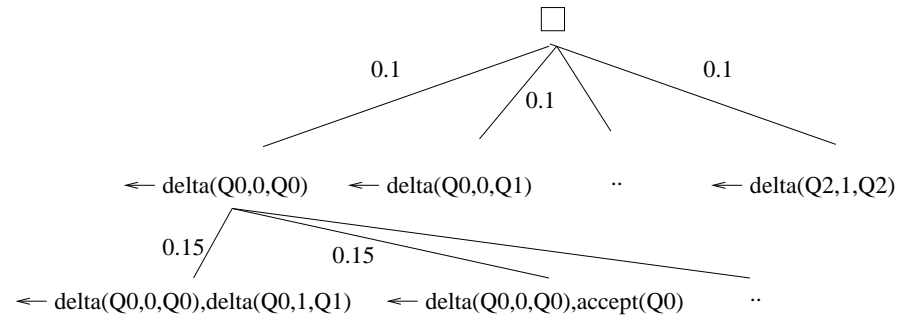 0.1
0.1
0.1
← delta(Q0,0,Q0) ← delta(Q0,0,Q1) .. ← delta(Q2,1,Q2)
0.15
0.15
← delta(Q0,0,Q0),delta(Q0,1,Q1) ← delta(Q0,0,Q0),accept(Q0) ..